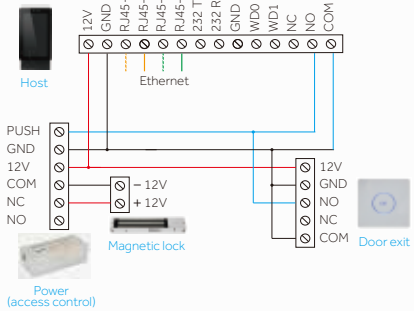 12V
GND
RJ45-
RJ45-
RJ45-
RJ45-
232 T
232 R
GND
WD0
WD1
NC
NO
COM
Host
Ethernet
PUSH
GND
12V
COM
NC
NO
– 12V
+ 12V
Magnetic lock
12V
GND
NO
NC
COM
Door exit
Power
(access control)